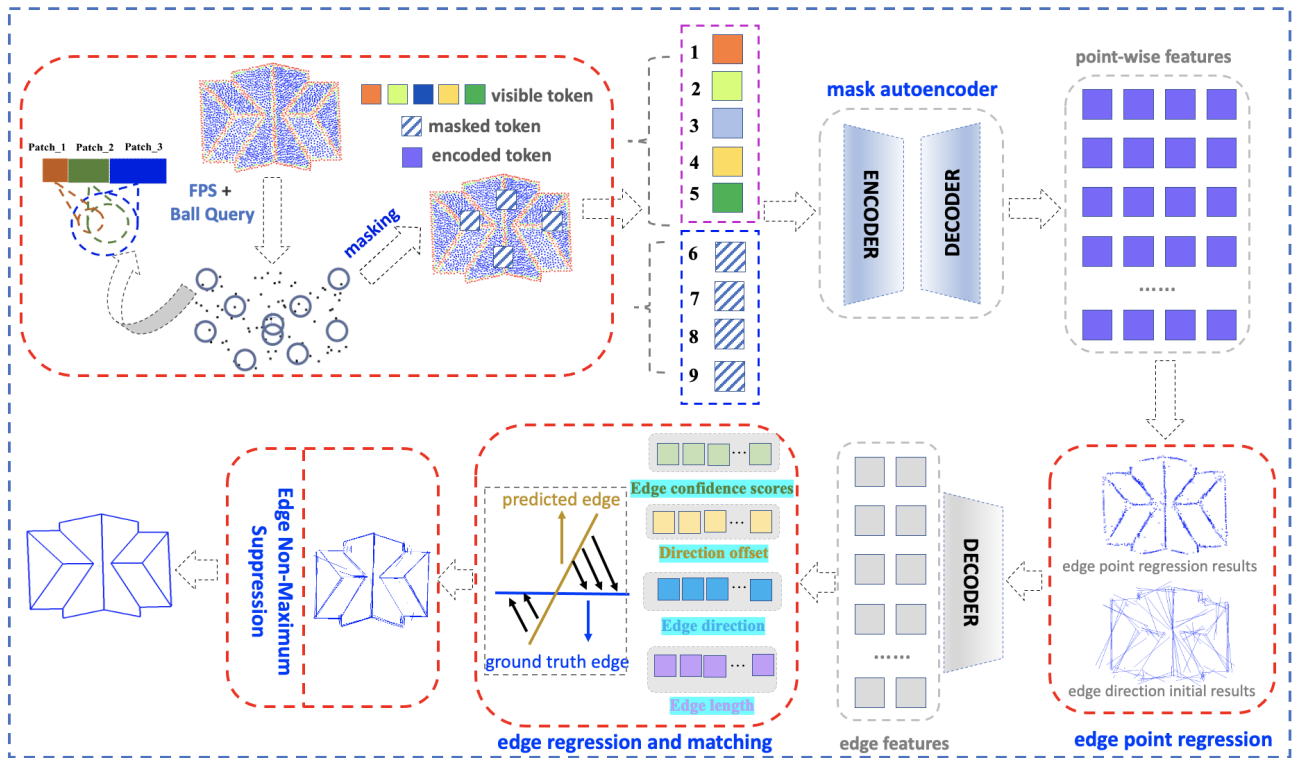 Patch_1 Patch_2 Patch_3
FPS +
Ball Query
visible token
masked token
encoded token
masking
1
2
3
4
5
6
7
8
9
mask autoencoder
ENCODER
DECODER
point-wise features
......
edge point regression results
edge direction initial results
edge point regression
DECODER
......
edge features
...
Edge confidence scores
...
Direction offset
...
Edge direction
...
Edge length
predicted edge
ground truth edge
edge regression and matching
Edge Non-Maximum
Suppression